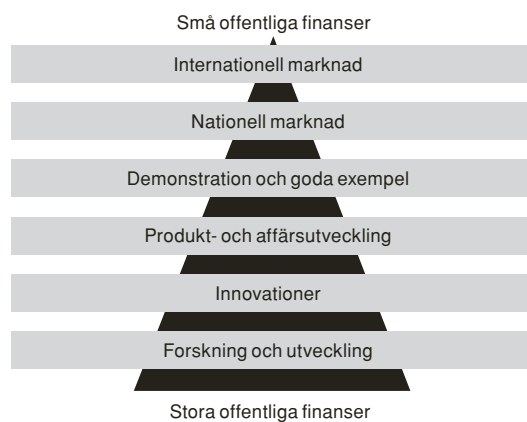 Små offentliga finanser
Internationell marknad
Nationell marknad
Demonstration och goda exempel
Produkt- och affärsutveckling
Innovationer
Forskning och utveckling
Stora offentliga finanser